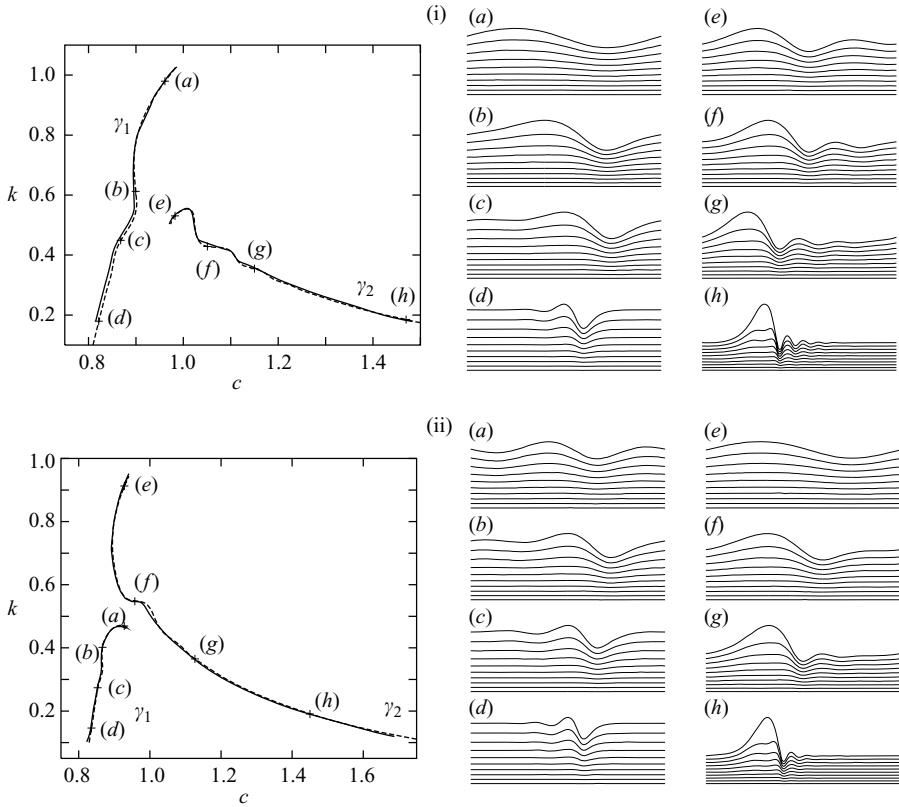 (i)
1.0
0.8
0.6
0.4
0.2
k
γ1
γ2
(a)
(b)
(c)
(d)
(e)
(f)
(g)
(h)
0.8 1.0 1.2 1.4
c
(a) (e)
(b) (f)
(c) (g)
(d) (h)
(ii)
1.0
0.8
0.6
0.4
0.2
k
(e)
(f)
(a)
(b)
(g)
(c)
(h)
(d)
γ1
γ2
0.8 1.0 1.2 1.4 1.6
c
(a) (e)
(b) (f)
(c) (g)
(d) (h)